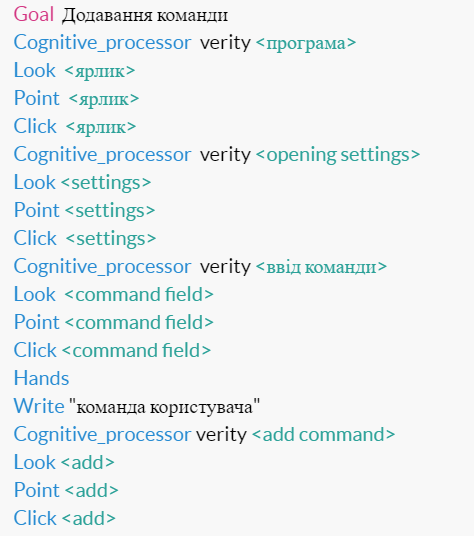 Goal Додавання команди
Cognitive_processor verity <програма>
Look <ярлик>
Point <ярлик>
Click <ярлик>
Cognitive_processor verity <opening settings>
Look <settings>
Point <settings>
Click <settings>
Cognitive_processor verity <ввід команди>
Look <command field>
Point <command field>
Click <command field>
Hands
Write "команда користувача"
Cognitive_processor verity <add command>
Look <add>
Point <add>
Click <add>